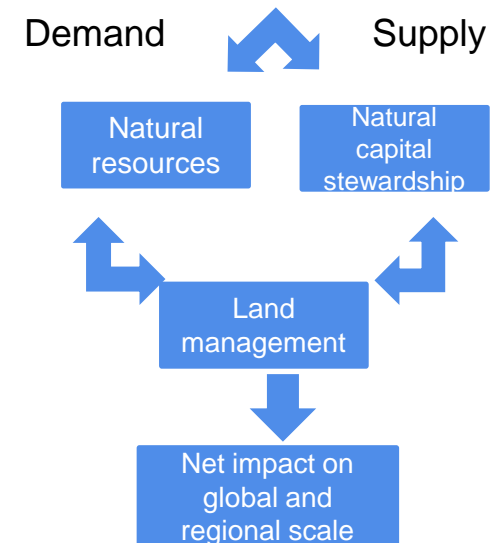 Demand
Supply
Natural
resources
Natural
capital
stewardship
Land
management
Net impact on
global and
regional scale